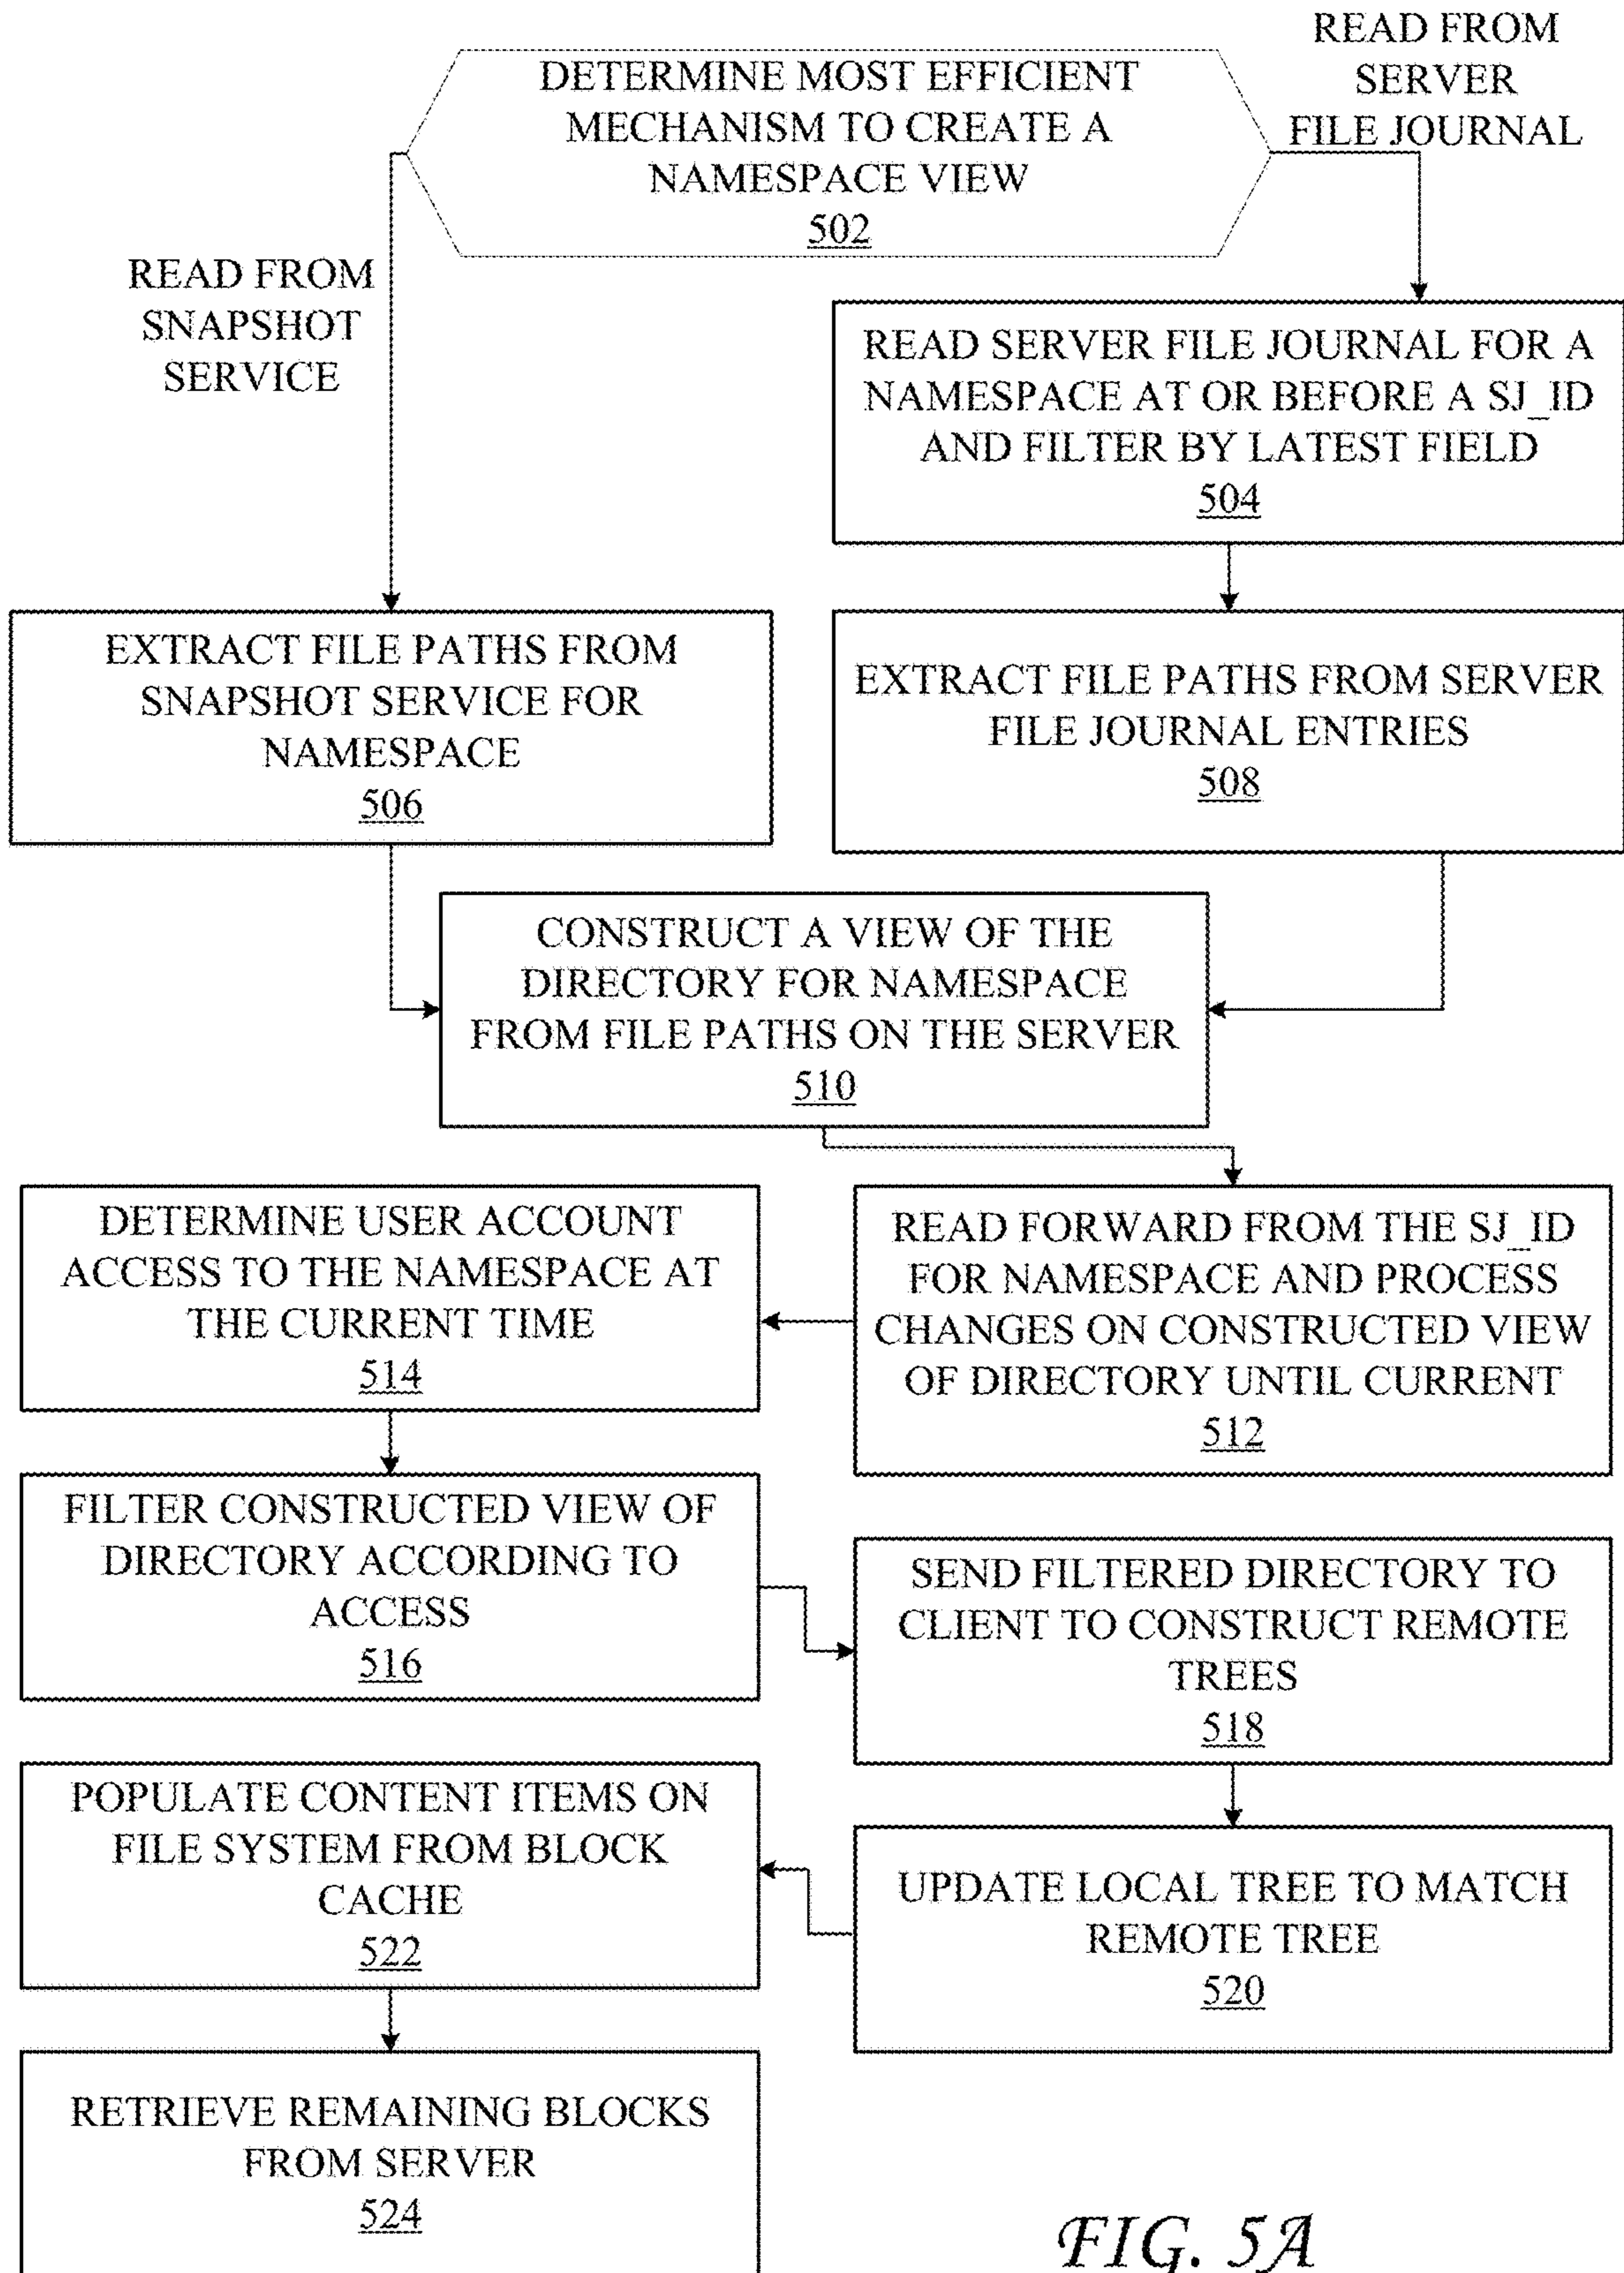 READ FROM
SERVER
FILE JOURNAL
DETERMINE MOST EFFICIENT
MECHANISM TO CREATE A
NAMESPACE VIEW
502
READ FROM
SNAPSHOT
SERVICE
READ SERVER FILE JOURNAL FOR A
NAMESPACE AT OR BEFORE A SJ_ID
AND FILTER BY LATEST FIELD
504
EXTRACT FILE PATHS FROM
SNAPSHOT SERVICE FOR
NAMESPACE
506
EXTRACT FILE PATHS FROM SERVER
FILE JOURNAL ENTRIES
508
CONSTRUCT A VIEW OF THE
DIRECTORY FOR NAMESPACE
FROM FILE PATHS ON THE SERVER
510
READ FORWARD FROM THE SJ_ID
FOR NAMESPACE AND PROCESS
CHANGES ON CONSTRUCTED VIEW
OF DIRECTORY UNTIL CURRENT
512
DETERMINE USER ACCOUNT
ACCESS TO THE NAMESPACE AT
THE CURRENT TIME
514
FILTER CONSTRUCTED VIEW OF
DIRECTORY ACCORDING TO
ACCESS
516
SEND FILTERED DIRECTORY TO
CLIENT TO CONSTRUCT REMOTE
TREES
518
UPDATE LOCAL TREE TO MATCH
REMOTE TREE
520
POPULATE CONTENT ITEMS ON
FILE SYSTEM FROM BLOCK
CACHE
522
RETRIEVE REMAINING BLOCKS
FROM SERVER
524
FIG. 5A